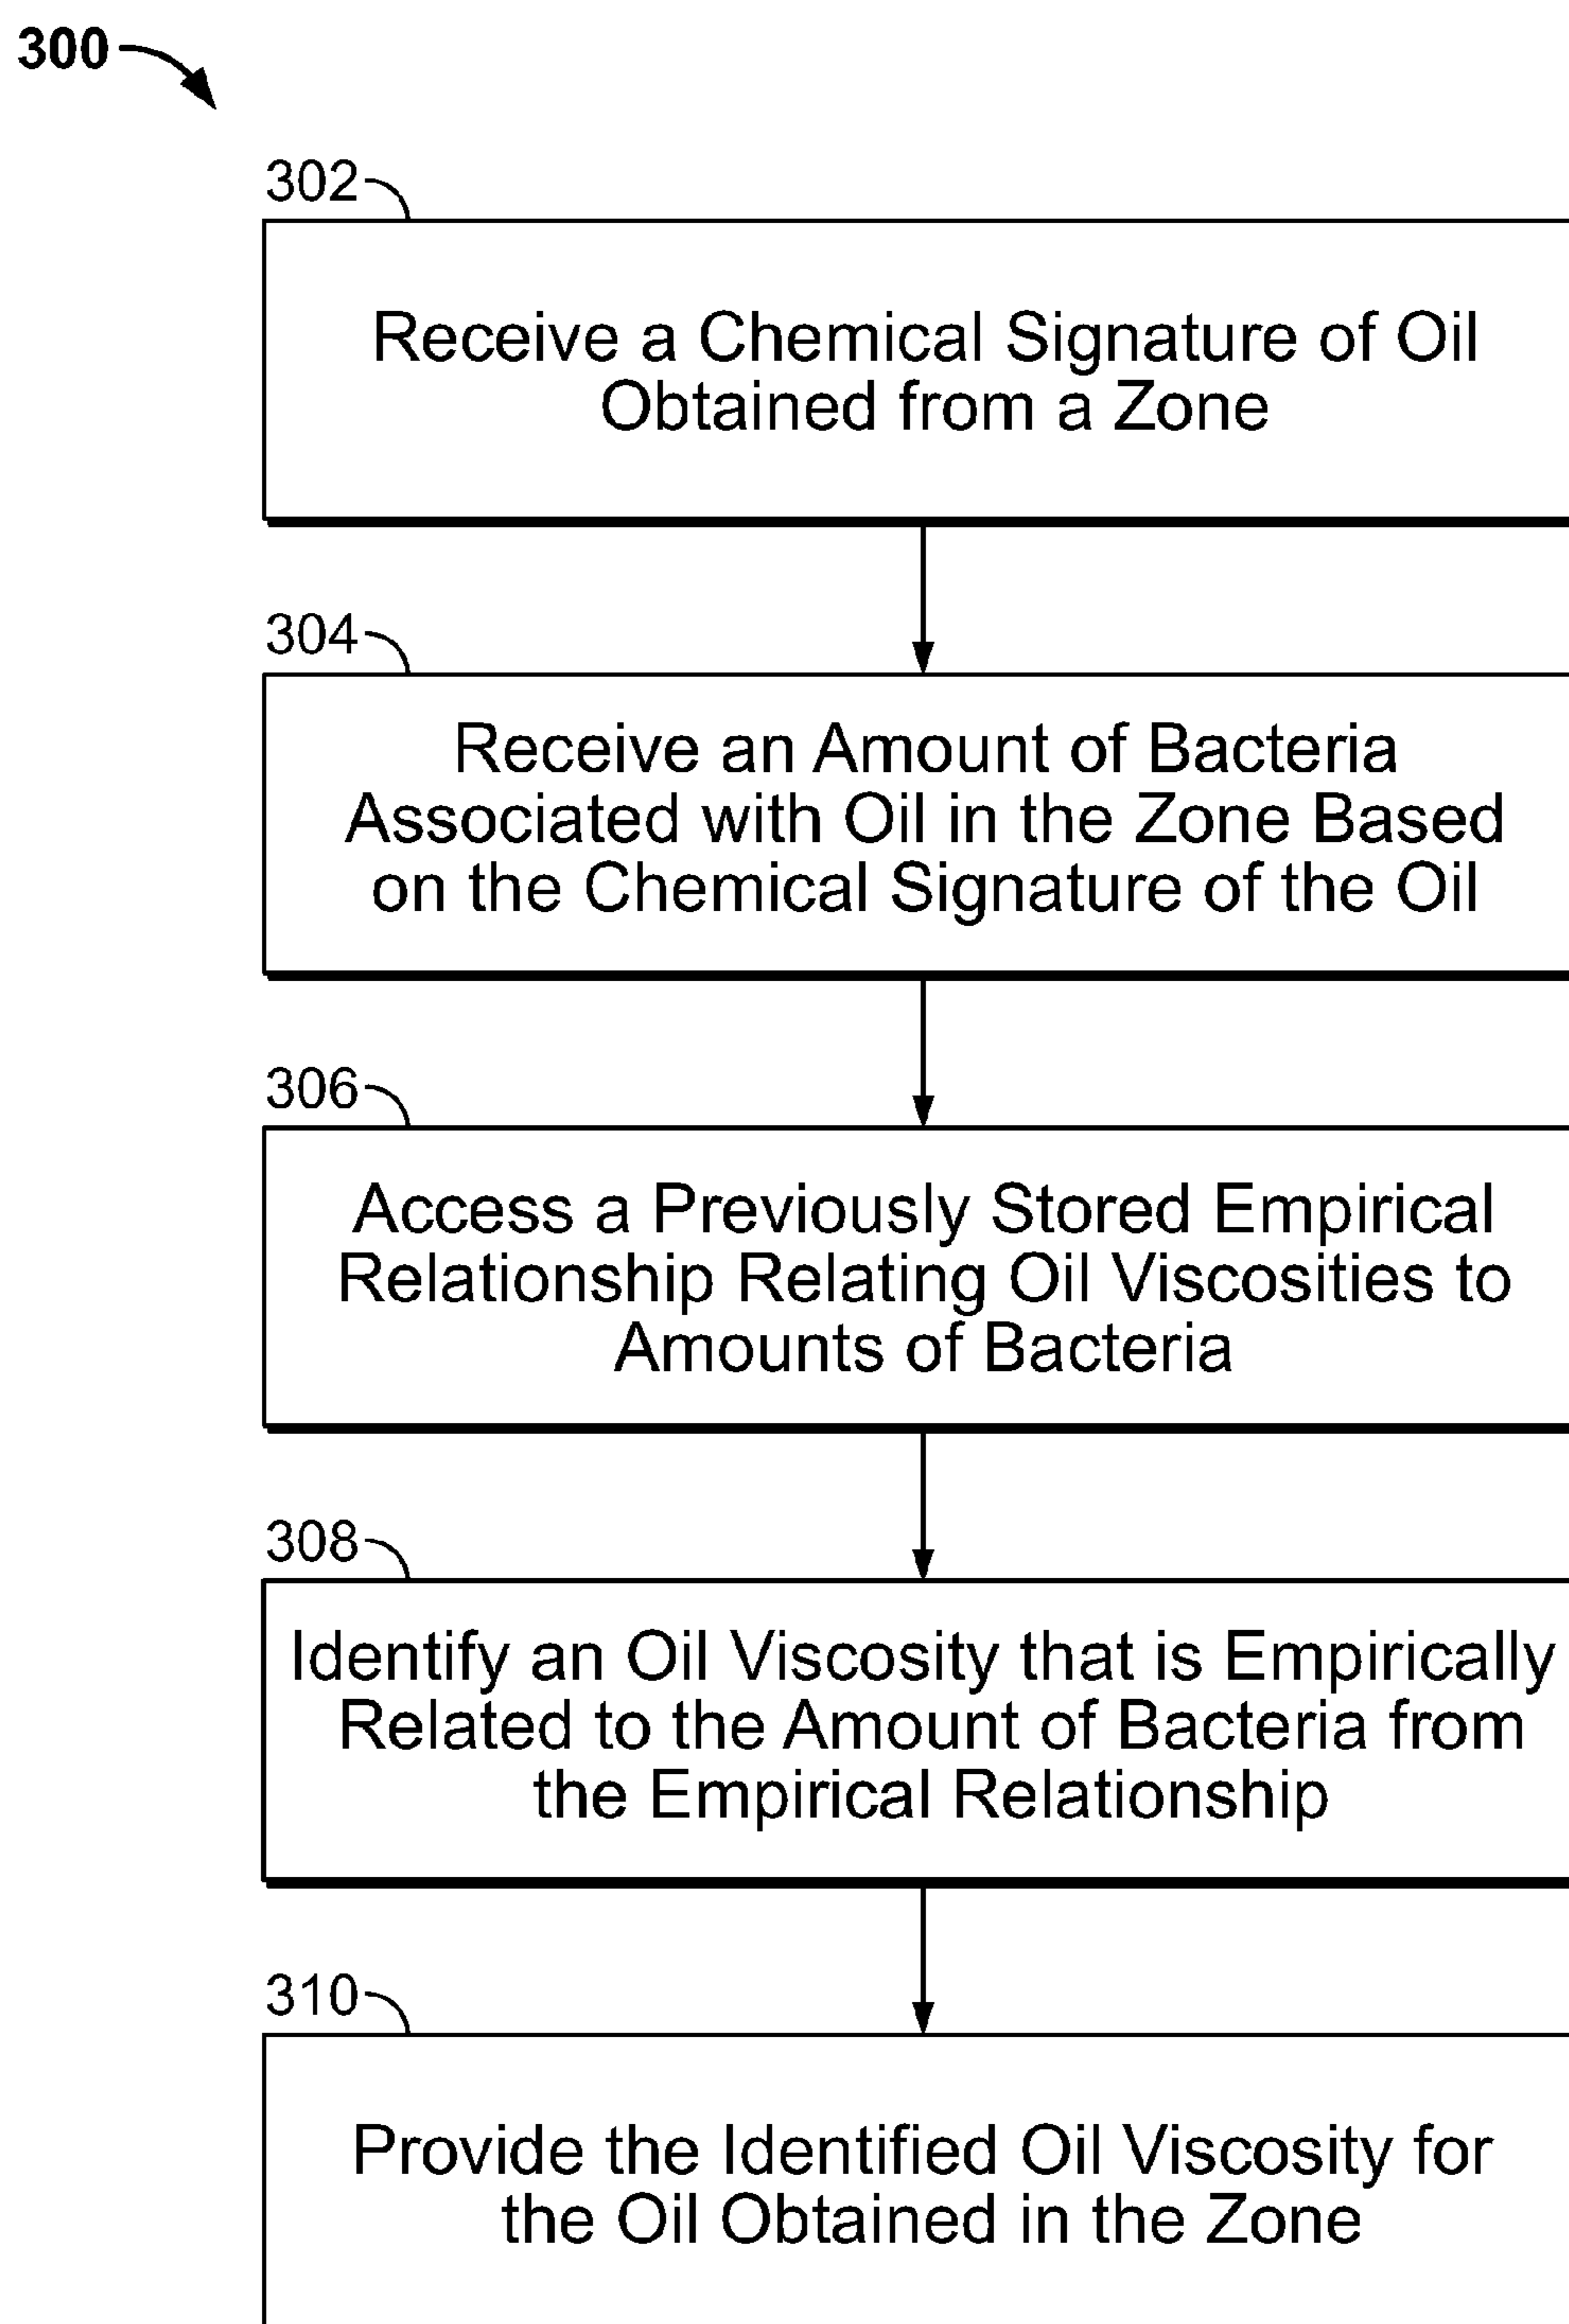 300
302
Receive a Chemical Signature of Oil
Obtained from a Zone
304
Receive an Amount of Bacteria
Associated with Oil in the Zone Based
on the Chemical Signature of the Oil
306
Access a Previously Stored Empirical
Relationship Relating Oil Viscosities to
Amounts of Bacteria
308
Identify an Oil Viscosity that is Empirically
Related to the Amount of Bacteria from
the Empirical Relationship
310
Provide the Identified Oil Viscosity for
the Oil Obtained in the Zone